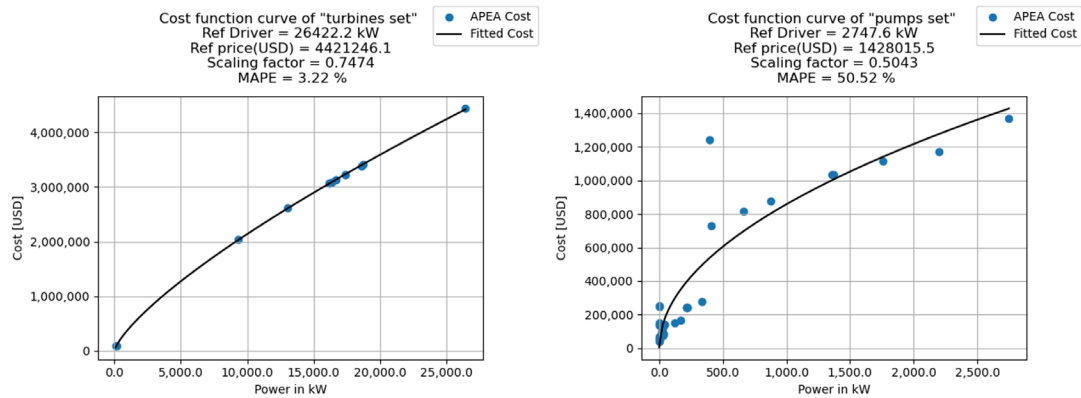 Cost function curve of "turbines set"
Ref Driver = 26422.2 kW
Ref price(USD) = 4421246.1
Scaling factor = 0.7474
MAPE = 3.22 %
APEA Cost
Fitted Cost
4,000,000
3,000,000
2,000,000
1,000,000
0
Cost [USD]
0.0 5,000.0 10,000.0 15,000.0 20,000.0 25,000.0
Power in kW
Cost function curve of "pumps set"
Ref Driver = 2747.6 kW
Ref price(USD) = 1428015.5
Scaling factor = 0.5043
MAPE = 50.52 %
APEA Cost
Fitted Cost
1,400,000
1,200,000
1,000,000
800,000
600,000
400,000
200,000
0
Cost [USD]
0.0 500.0 1,000.0 1,500.0 2,000.0 2,500.0
Power in kW